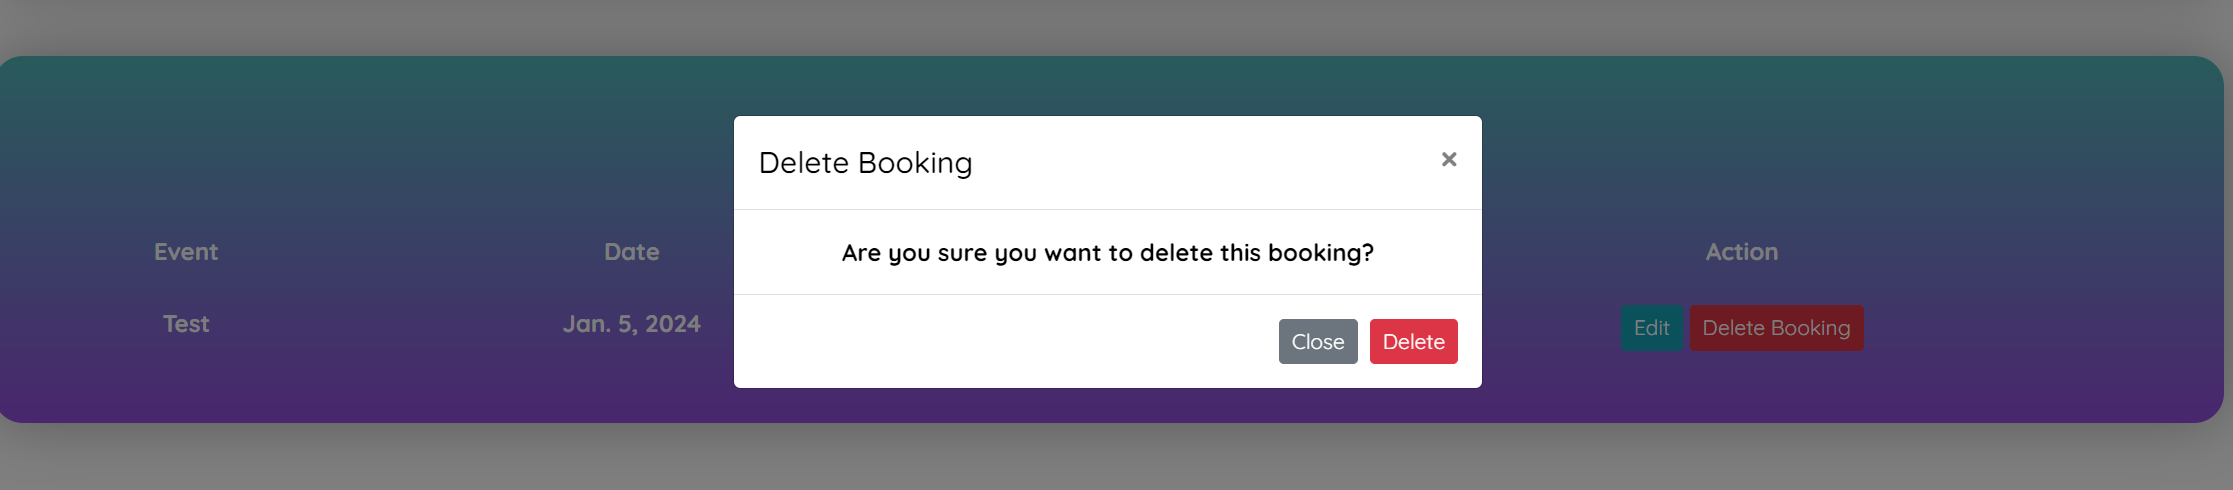 Delete Booking ×
Event Date Are you sure you want to delete this booking? Action
Test Jan. 5, 2024 Edit Delete Booking
Close Delete